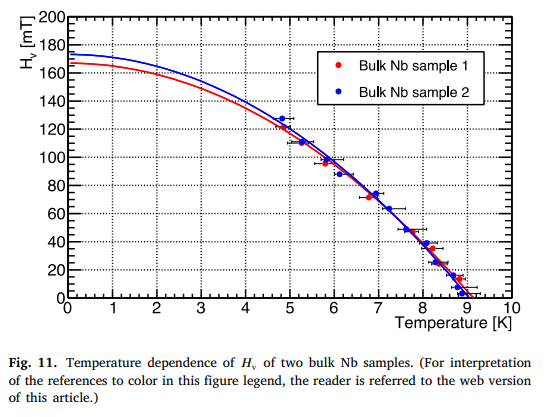 H_v [mT]
200
180
160
140
120
100
80
60
40
20
0
Bulk Nb sample 1
Bulk Nb sample 2
0 1 2 3 4 5 6 7 8 9 10
Temperature [K]
Fig. 11. Temperature dependence of H_v of two bulk Nb samples. (For interpretation
of the references to color in this figure legend, the reader is referred to the web version
of this article.)